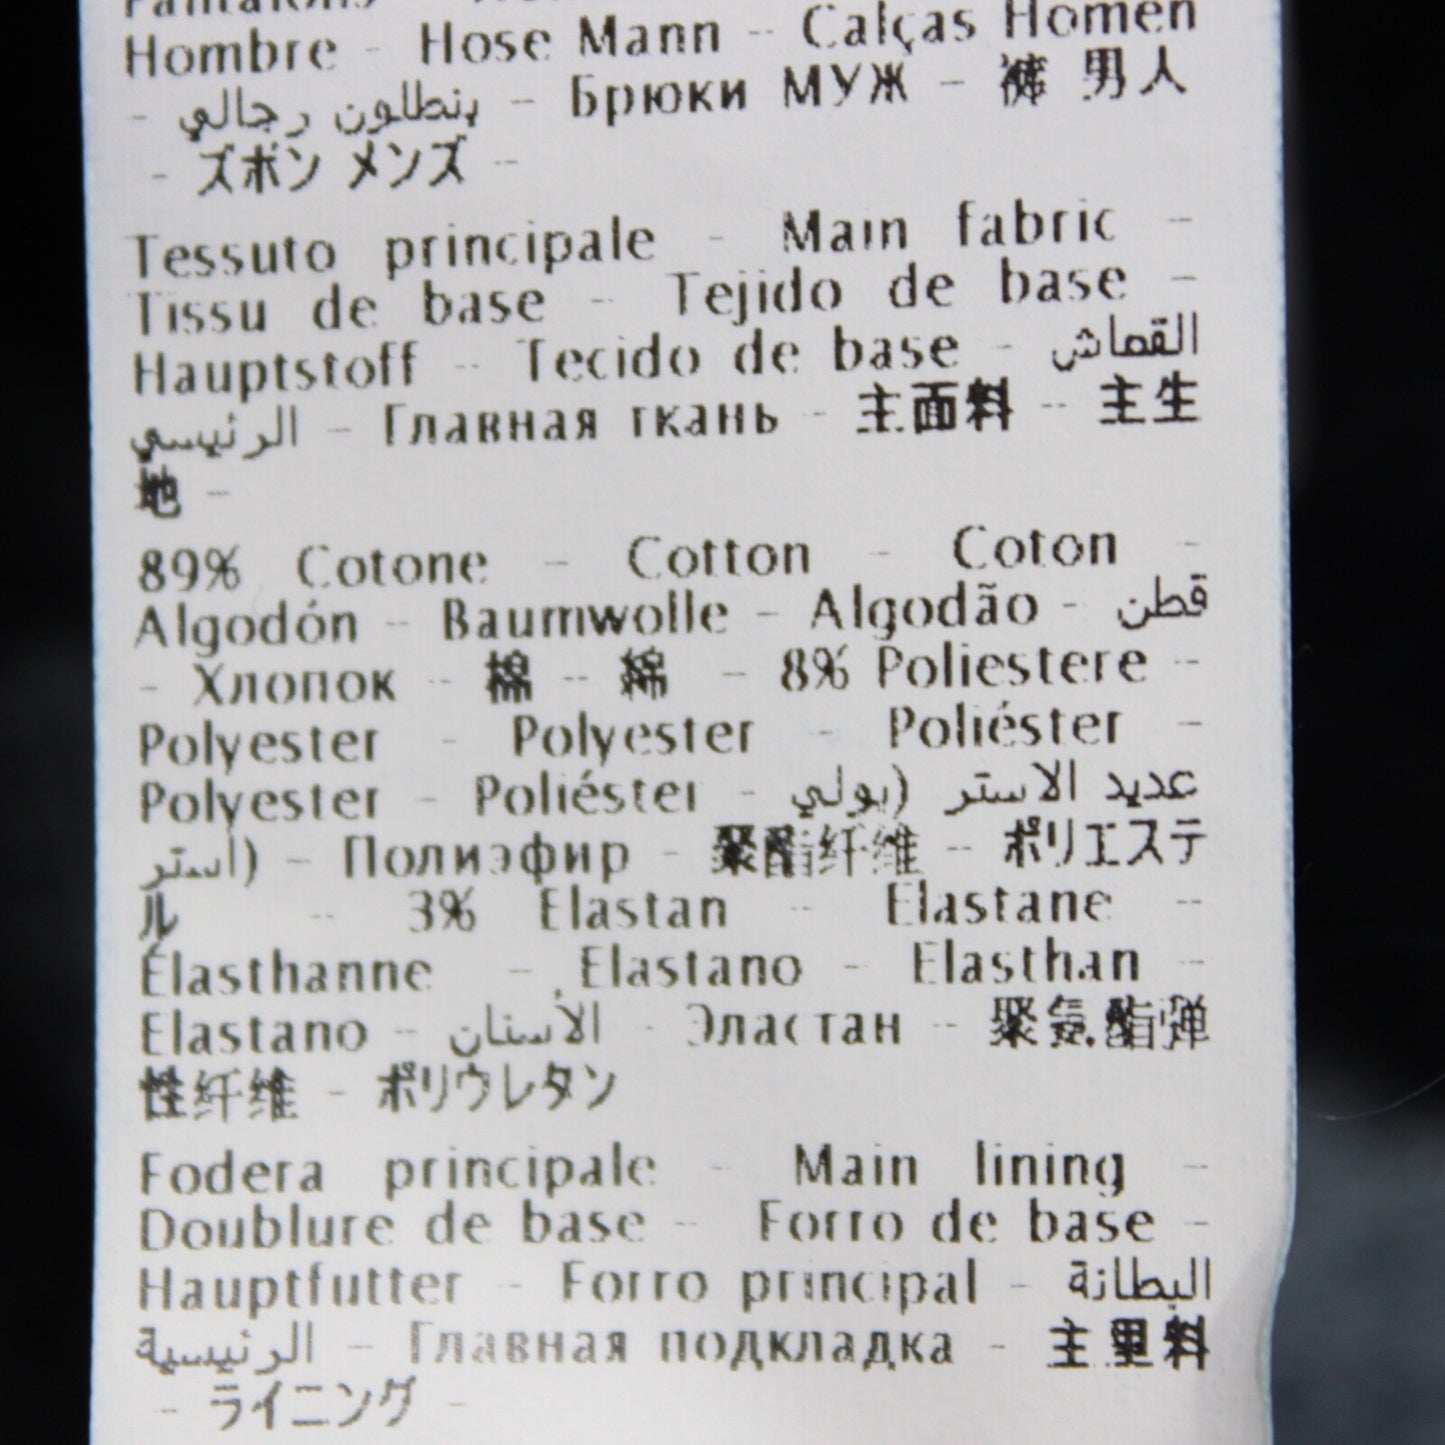 Hombre - Hose Mann - Calças Homen
- بنطلون رجالي - Брюки МУЖ - 裤 男人
- ズボン メンズ -
Tessuto principale - Main fabric -
Tissu de base - Tejido de base -
Hauptstoff - Tecido de base - القماش
الرئيسي - Главная ткань - 主面料 - 主生
地 -
89% Cotone - Cotton - Coton -
Algodón - Baumwolle - Algodão - قطن
- Хлопок - 棉 - 綿 - 8% Poliestere -
Polyester - Polyester - Poliéster -
Polyester - Poliéster - عديد الاستر (بولي
استر) - Полиэфир - 聚酯纤维 - ポリエステ
ル - 3% Elastan - Elastane -
Élasthanne - Elastano - Elasthan -
Elastano - الأستان - Эластан - 聚氨酯弹
性纤维 - ポリウレタン
Fodera principale - Main lining -
Doublure de base - Forro de base -
Hauptfutter - Forro principal - البطانة
الرئيسية - Главная подкладка - 主里料
- ライニング -